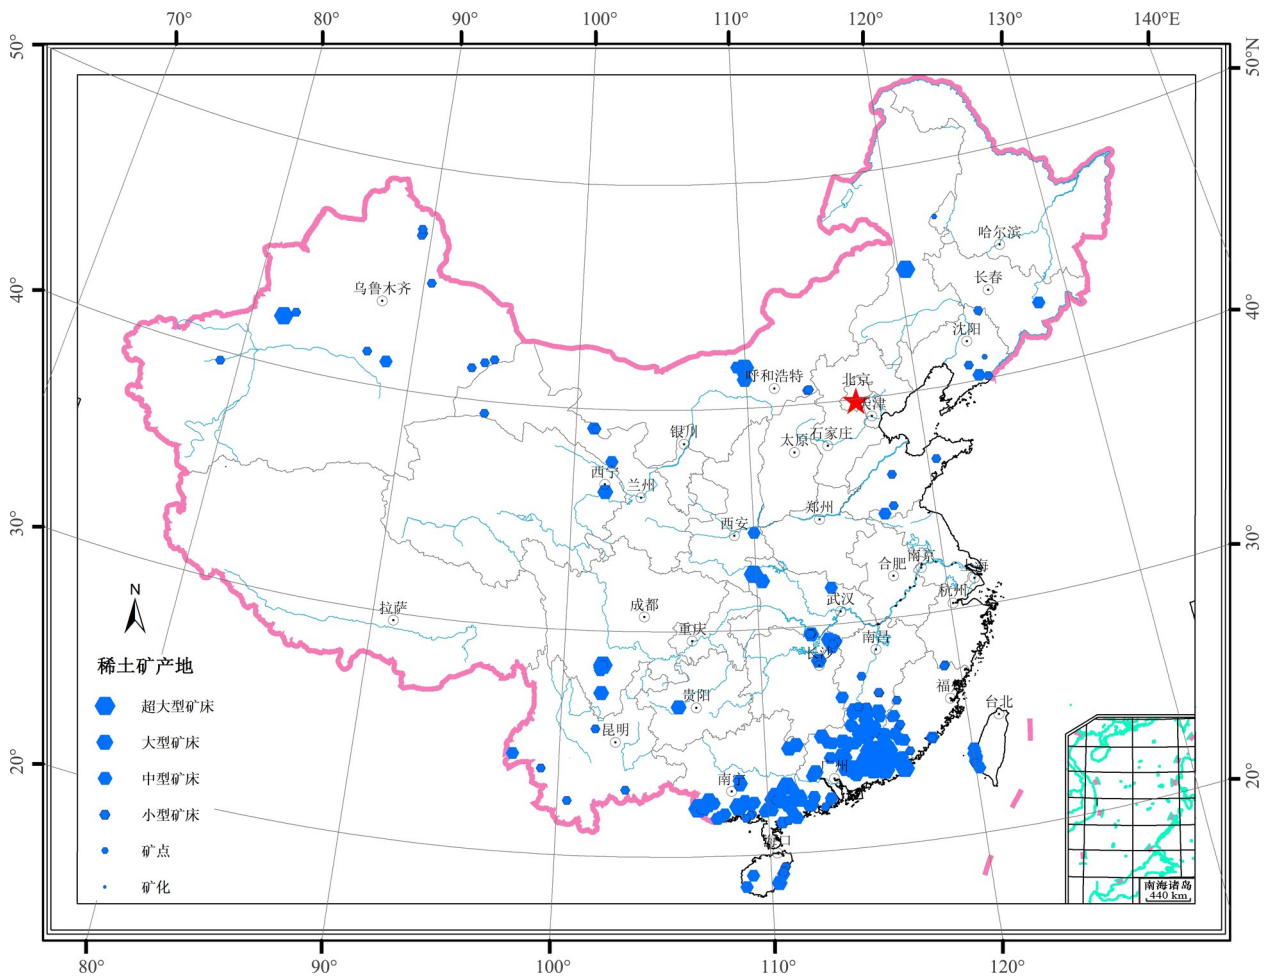 70°
80°
90°
100°
110°
120°
130°
140°E
50°
50°N
哈尔滨
长春
乌鲁木齐
40°
40°
沈阳
呼和浩特
北京
天津
银川
太原
石家庄
西宁
兰州
郑州
西安
30°
30°
合肥
南京
海
杭州
N
拉萨
成都
武汉
重庆
南昌
长沙
稀土矿产地
贵阳
福州
台北
超大型矿床
昆明
大型矿床
20°
广州
20°
中型矿床
南宁
小型矿床
口
矿点
矿化
南海诸岛
440 km
80°
90°
100°
110°
120°